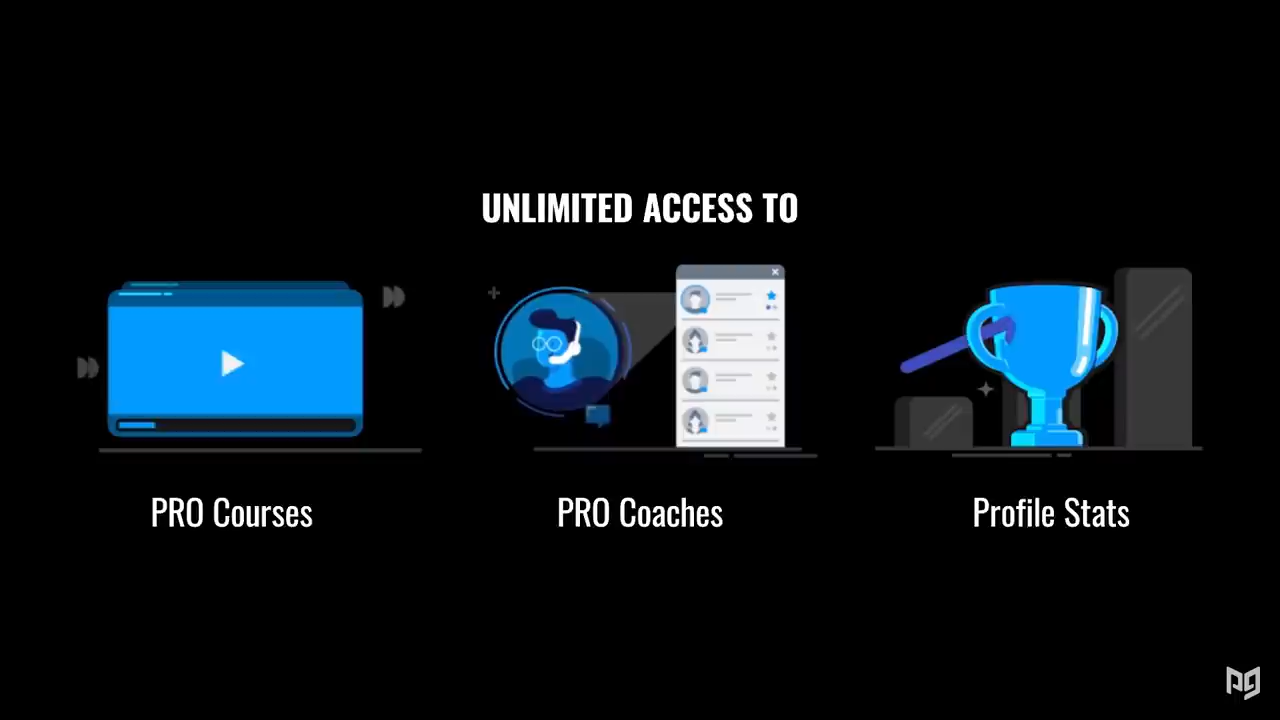 UNLIMITED ACCESS TO
PRO Courses
PRO Coaches
Profile Stats